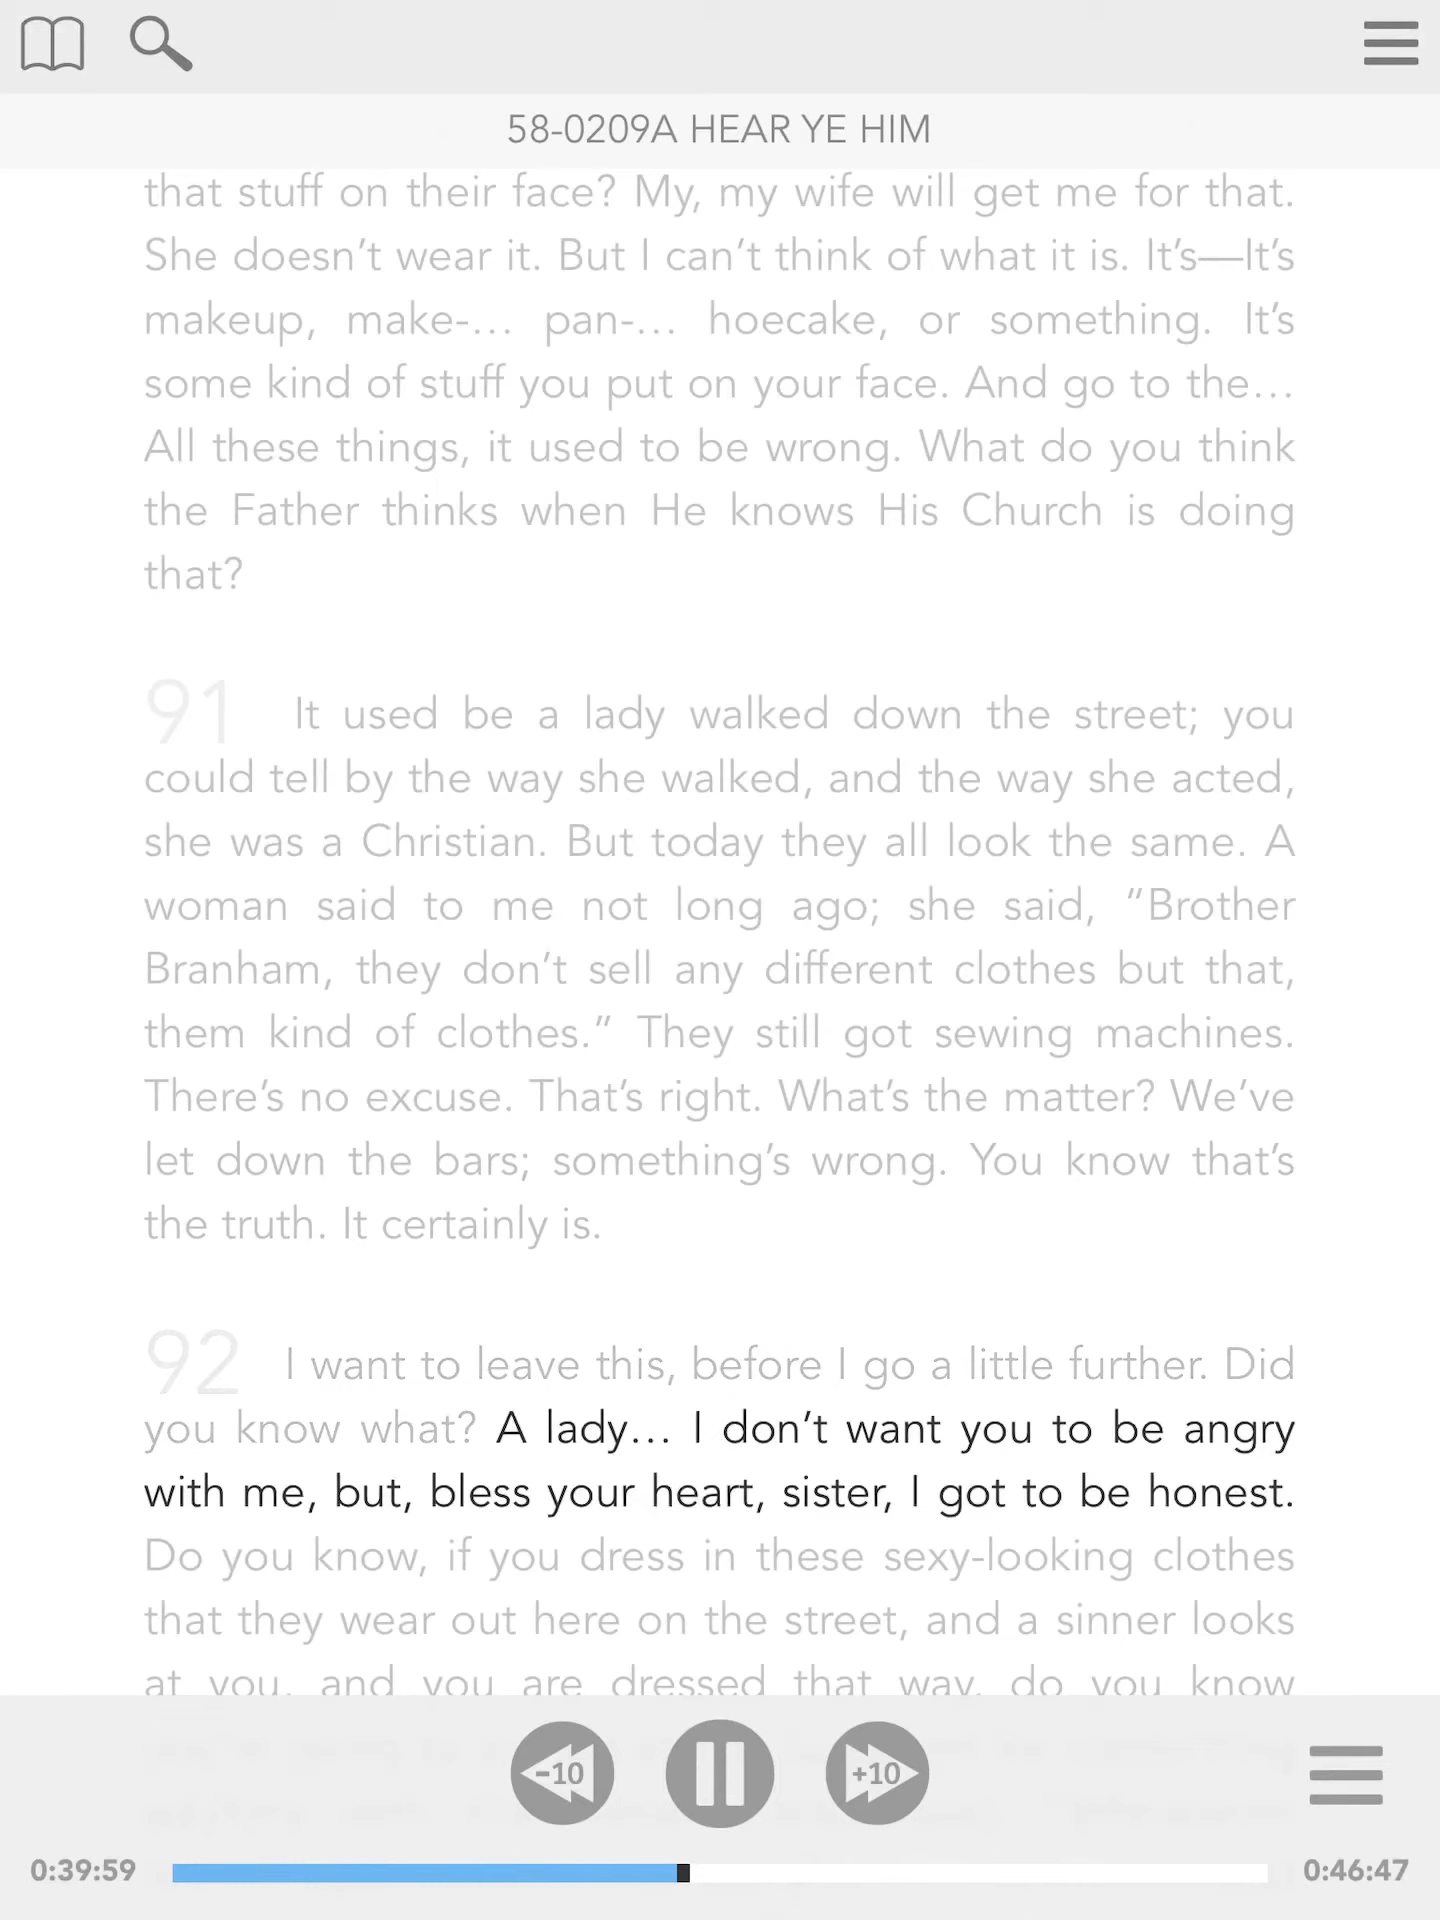 58-0209A HEAR YE HIM
that stuff on their face? My, my wife will get me for that.
She doesn’t wear it. But I can’t think of what it is. It’s—It’s
makeup, make-… pan-… hoecake, or something. It’s
some kind of stuff you put on your face. And go to the…
All these things, it used to be wrong. What do you think
the Father thinks when He knows His Church is doing
that?
91 It used be a lady walked down the street; you
could tell by the way she walked, and the way she acted,
she was a Christian. But today they all look the same. A
woman said to me not long ago; she said, “Brother
Branham, they don’t sell any different clothes but that,
them kind of clothes.” They still got sewing machines.
There’s no excuse. That’s right. What’s the matter? We’ve
let down the bars; something’s wrong. You know that’s
the truth. It certainly is.
92 I want to leave this, before I go a little further. Did
you know what? A lady… I don’t want you to be angry
with me, but, bless your heart, sister, I got to be honest.
Do you know, if you dress in these sexy-looking clothes
that they wear out here on the street, and a sinner looks
at you, and you are dressed that way, do you know
-10 +10
0:39:59 0:46:47